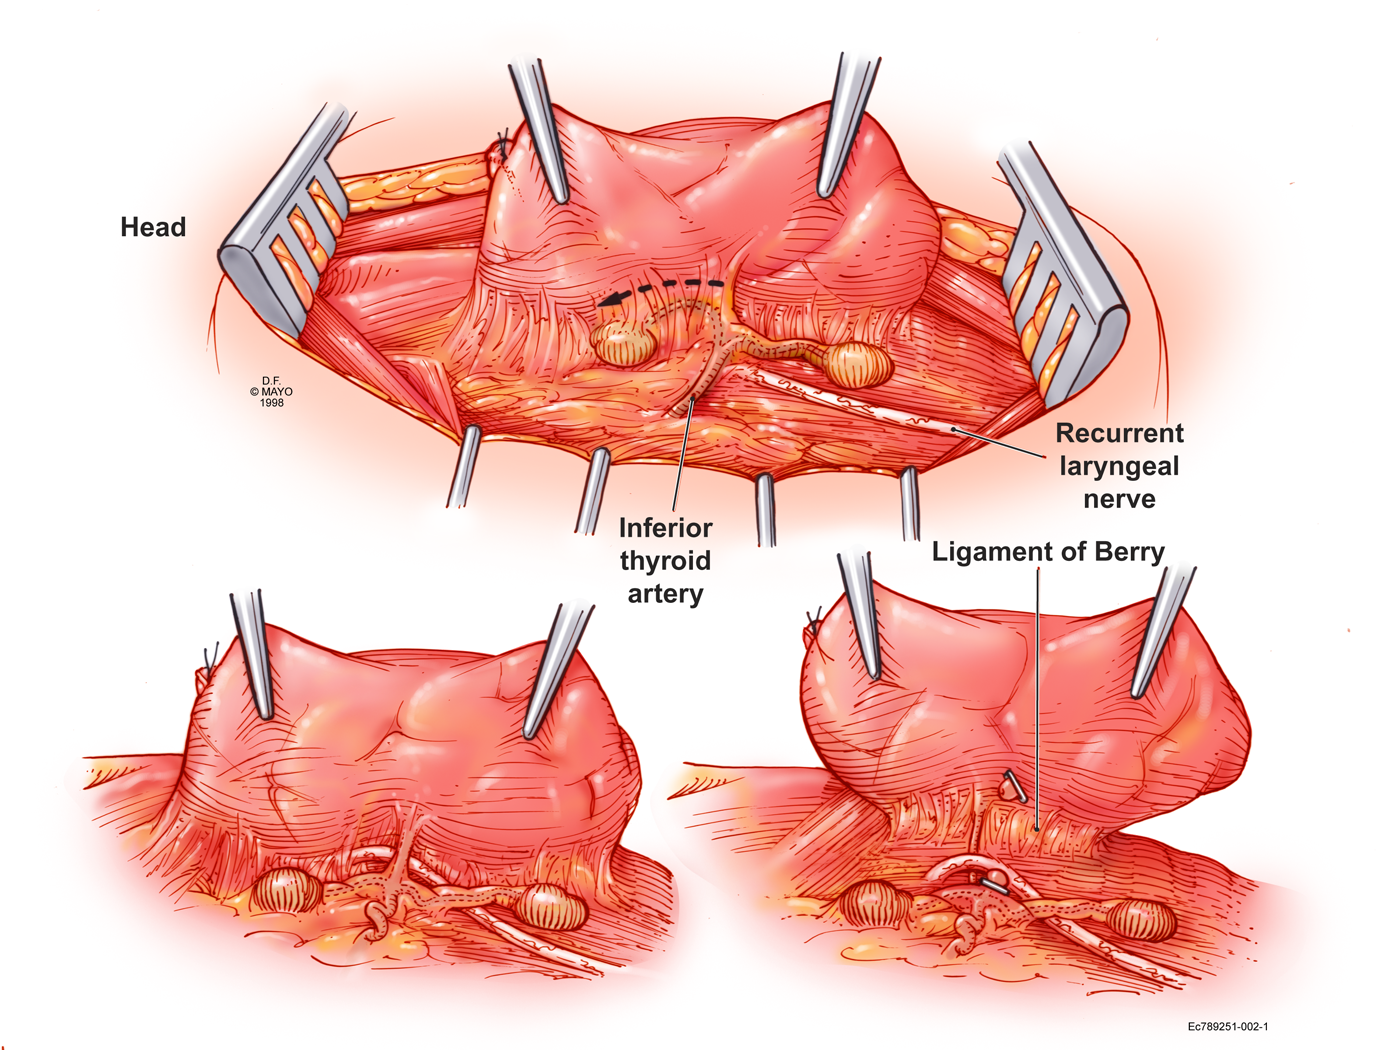 Head
D.F.
© MAYO
1998
Recurrent
laryngeal
nerve
Inferior
thyroid
artery
Ligament of Berry
Ec789251-002-1